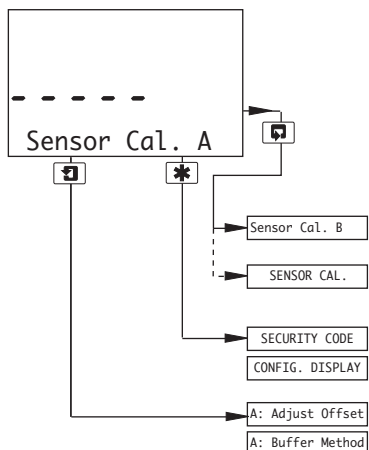 - - - - -
Sensor Cal. A
Sensor Cal. B
SENSOR CAL.
SECURITY CODE
CONFIG. DISPLAY
A: Adjust Offset
A: Buffer Method